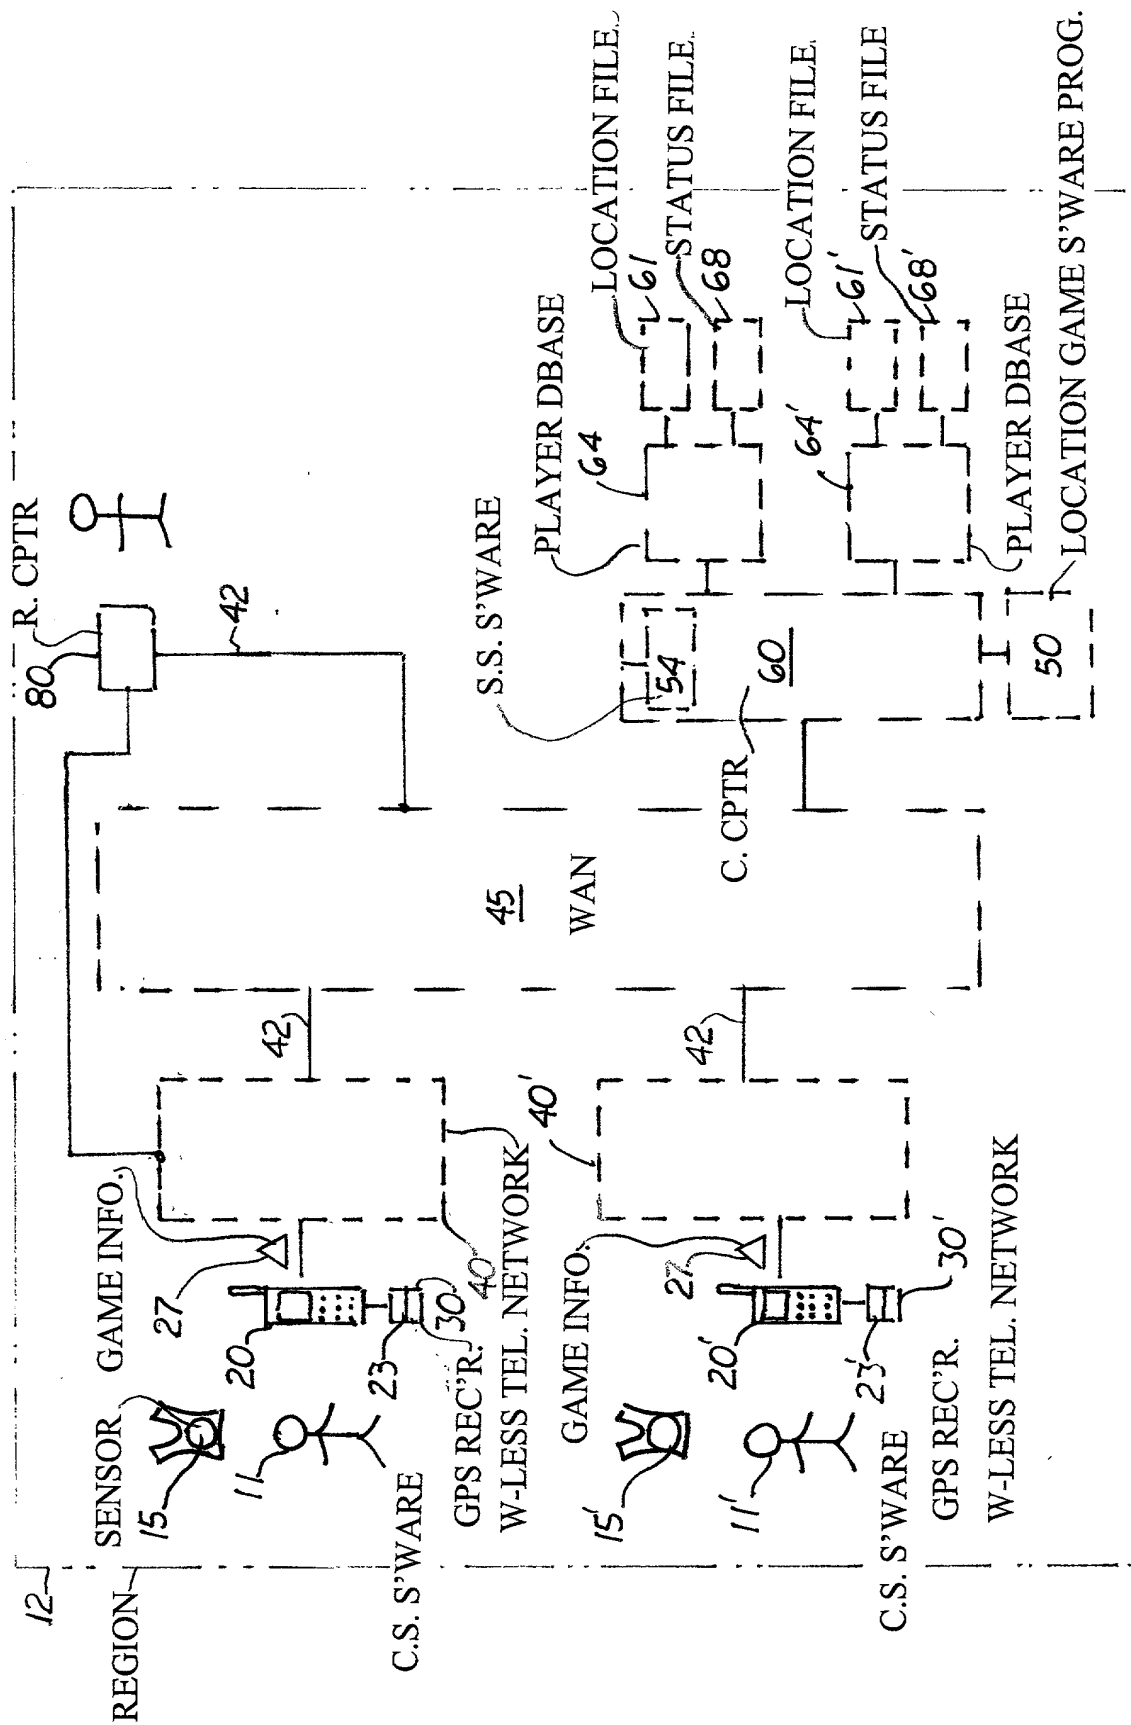 12
REGION
SENSOR
15
11
C.S. S'WARE
GAME INFO.
27
20
23
30
GPS REC'R.
40
W-LESS TEL. NETWORK
42
R. CPTR
80
42
45
WAN
S.S. S'WARE
54
C. CPTR
60
PLAYER DBASE
64
LOCATION FILE.
61
STATUS FILE.
68
GAME INFO.
27
15'
11'
20'
23'
30'
40'
C.S. S'WARE
GPS REC'R.
W-LESS TEL. NETWORK
42
64'
PLAYER DBASE
LOCATION FILE
61'
STATUS FILE
68'
50
LOCATION GAME S'WARE PROG.